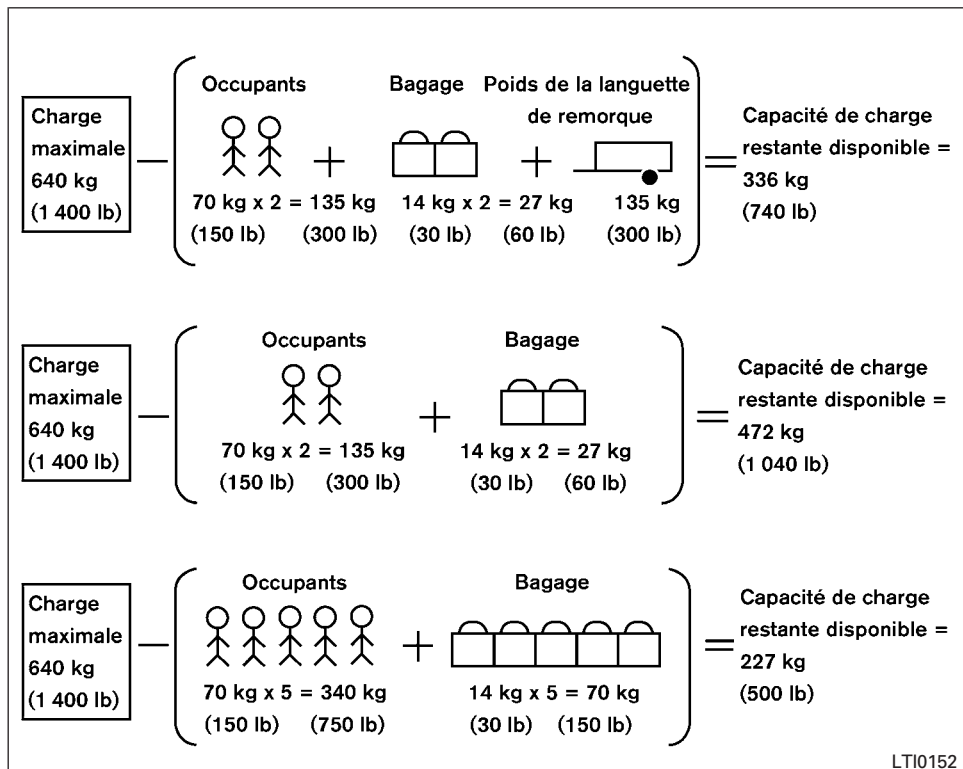 Occupants Bagage Poids de la languette
de remorque
Charge
maximale
640 kg
(1 400 lb)
70 kg x 2 = 135 kg 14 kg x 2 = 27 kg 135 kg
(150 lb) (300 lb) (30 lb) (60 lb) (300 lb)
Capacité de charge
restante disponible =
336 kg
(740 lb)
Occupants Bagage
Charge
maximale
640 kg
(1 400 lb)
70 kg x 2 = 135 kg 14 kg x 2 = 27 kg
(150 lb) (300 lb) (30 lb) (60 lb)
Capacité de charge
restante disponible =
472 kg
(1 040 lb)
Occupants Bagage
Charge
maximale
640 kg
(1 400 lb)
70 kg x 5 = 340 kg 14 kg x 5 = 70 kg
(150 lb) (750 lb) (30 lb) (150 lb)
Capacité de charge
restante disponible =
227 kg
(500 lb)
LTI0152